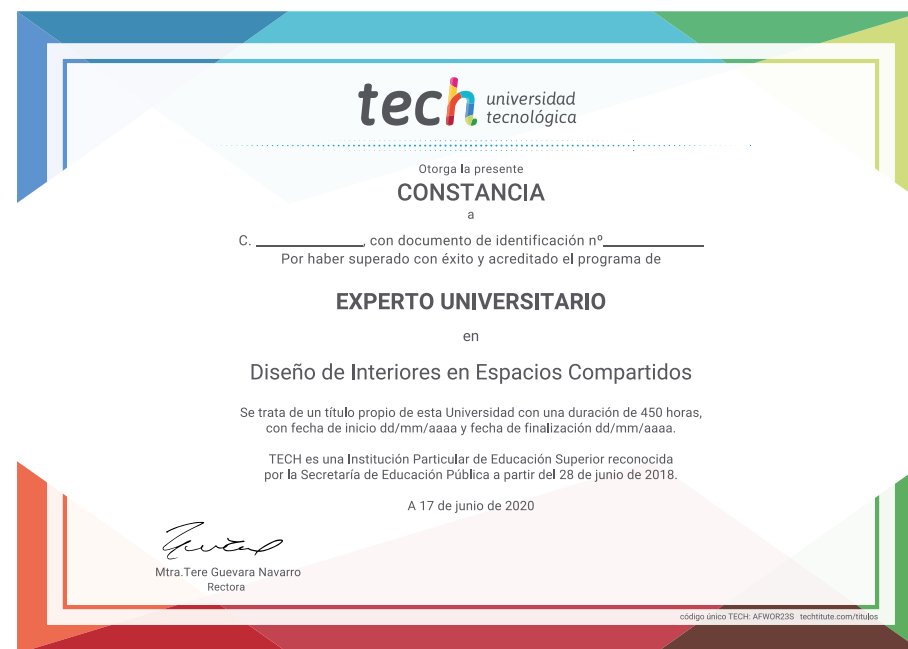 tech universidad
tecnológica
Otorga la presente
CONSTANCIA
a
C. ______________, con documento de identificación nº_____________
Por haber superado con éxito y acreditado el programa de
EXPERTO UNIVERSITARIO
en
Diseño de Interiores en Espacios Compartidos
Se trata de un título propio de esta Universidad con una duración de 450 horas,
con fecha de inicio dd/mm/aaaa y fecha de finalización dd/mm/aaaa.
TECH es una Institución Particular de Educación Superior reconocida
por la Secretaría de Educación Pública a partir del 28 de junio de 2018.
A 17 de junio de 2020
Mtra.Tere Guevara Navarro
Rectora
código único TECH: AFWOR23S techtitute.com/titulos